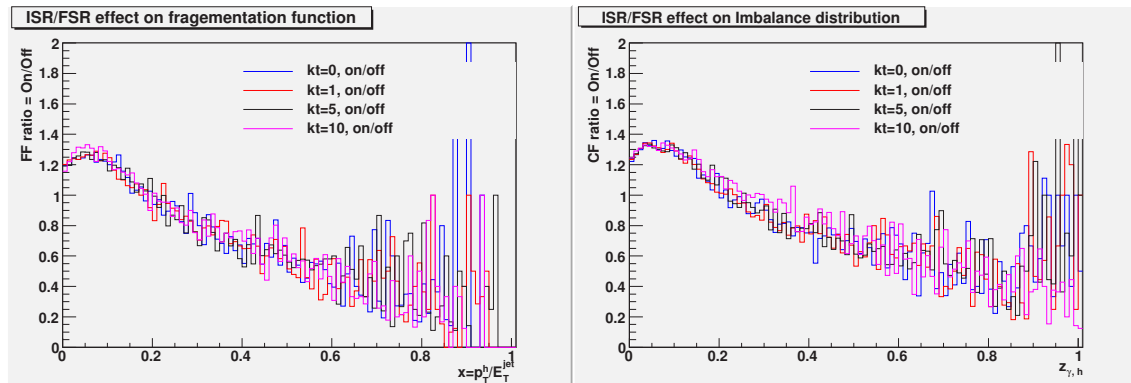 ISR/FSR effect on fragementation function
FF ratio = On/Off
2
1.8
1.6
1.4
1.2
1
0.8
0.6
0.4
0.2
0
kt=0, on/off
kt=1, on/off
kt=5, on/off
kt=10, on/off
0 0.2 0.4 0.6 0.8 1
x=p_T^h/E_T^jet
ISR/FSR effect on Imbalance distribution
CF ratio = On/Off
2
1.8
1.6
1.4
1.2
1
0.8
0.6
0.4
0.2
0
kt=0, on/off
kt=1, on/off
kt=5, on/off
kt=10, on/off
0 0.2 0.4 0.6 0.8 1
z_γ, h